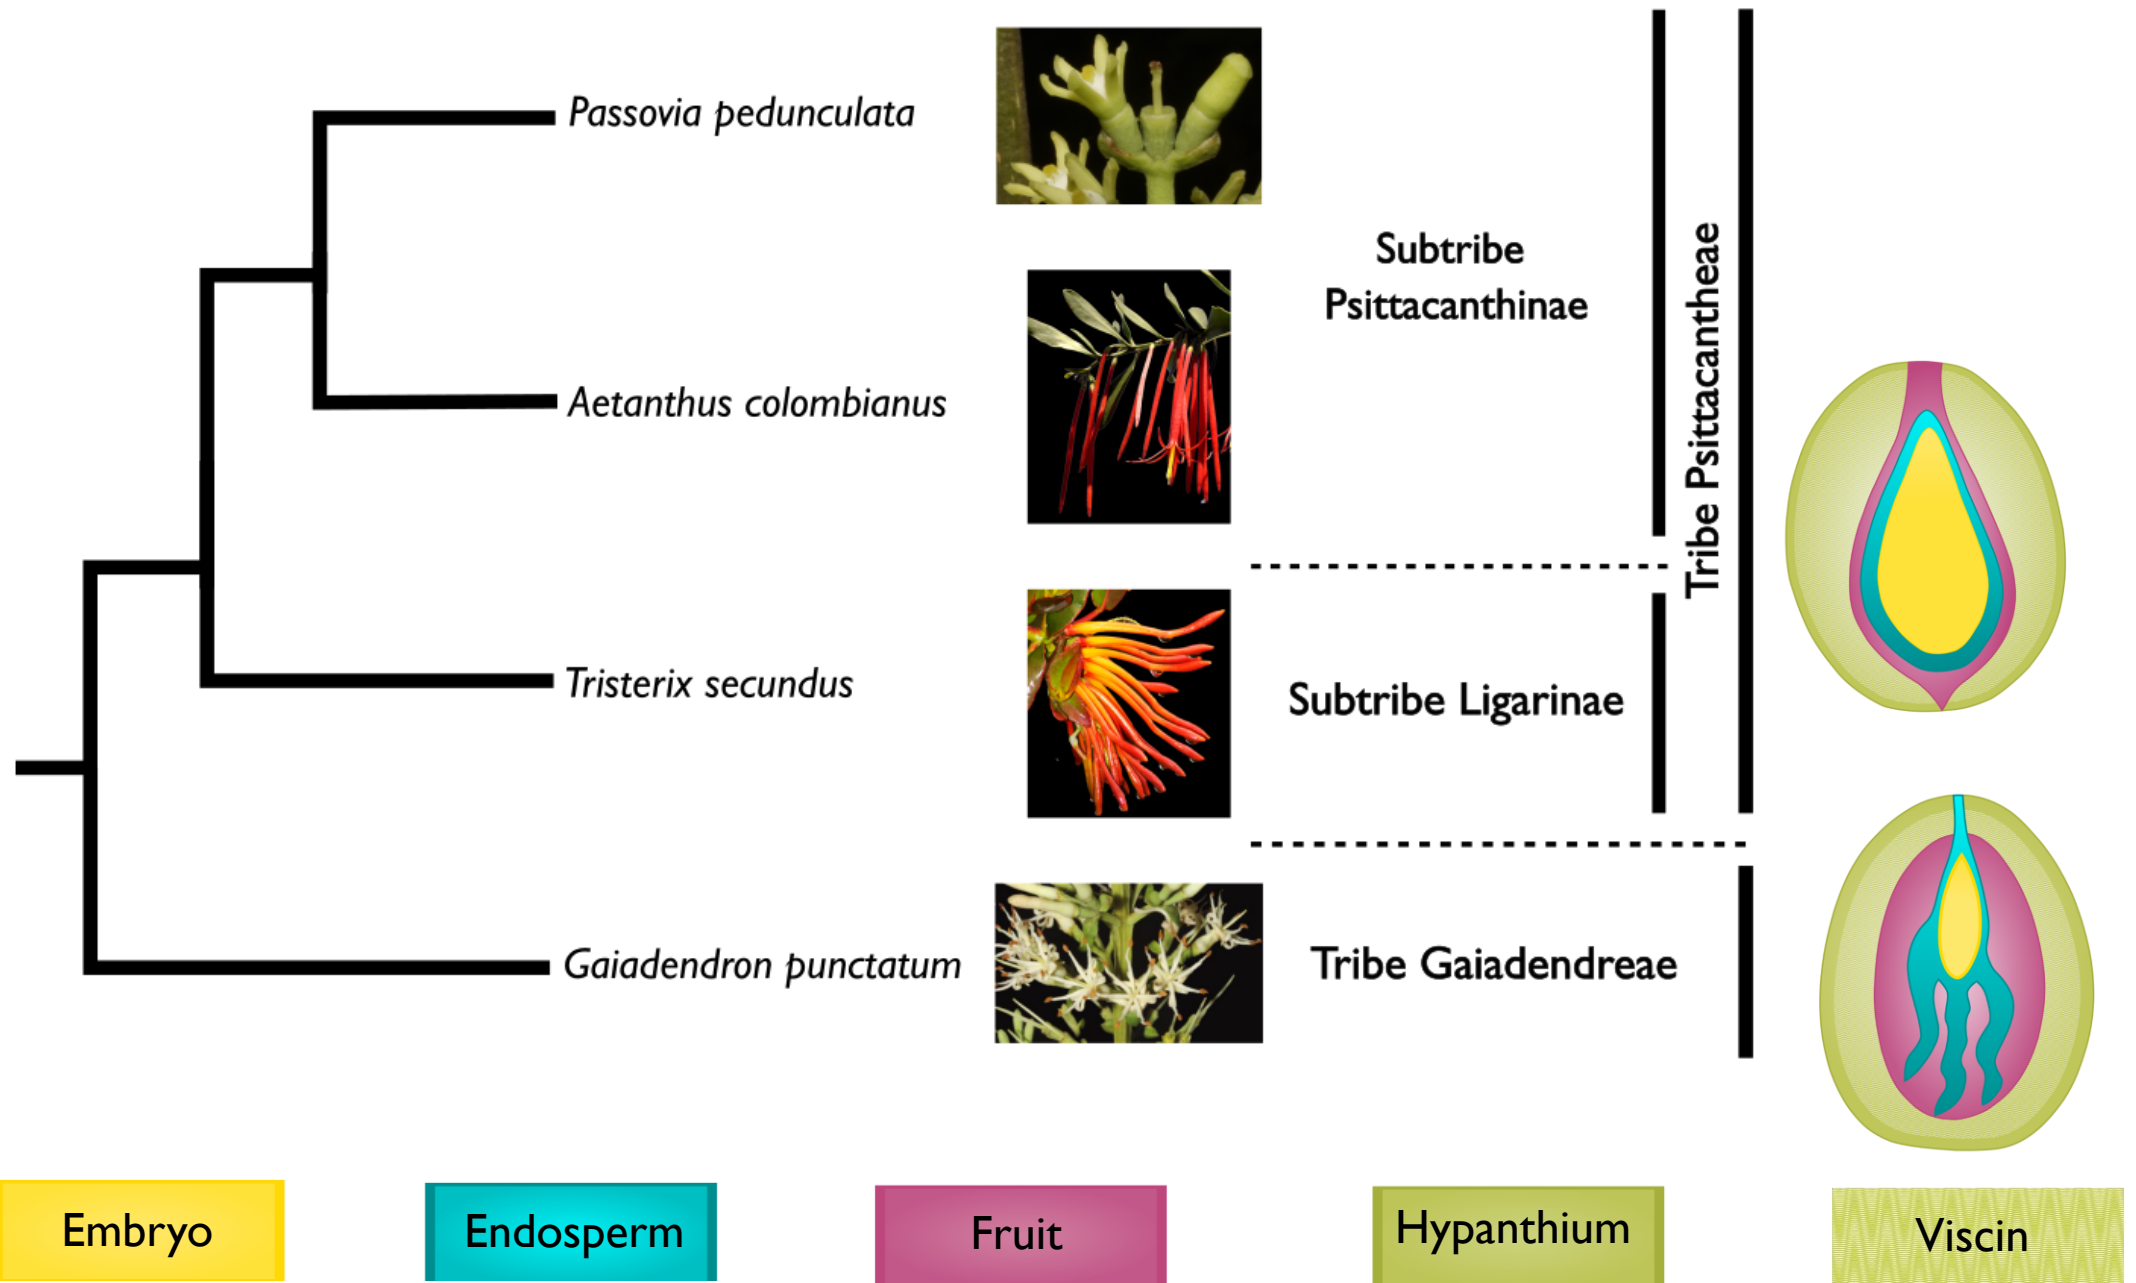 Passovia pedunculata
Subtribe
Psittacanthinae
Aetanthus colombianus
Tribe Psittacantheae
Tristerix secundus
Subtribe Ligarinae
Gaiadendron punctatum
Tribe Gaiadendreae
Embryo
Endosperm
Fruit
Hypanthium
Viscin